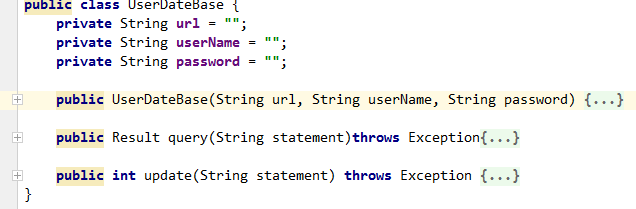 public class UserDateBase {
private String url = "";
private String userName = "";
private String password = "";
public UserDateBase(String url, String userName, String password) {...}
public Result query(String statement)throws Exception{...}
public int update(String statement) throws Exception {...}
}